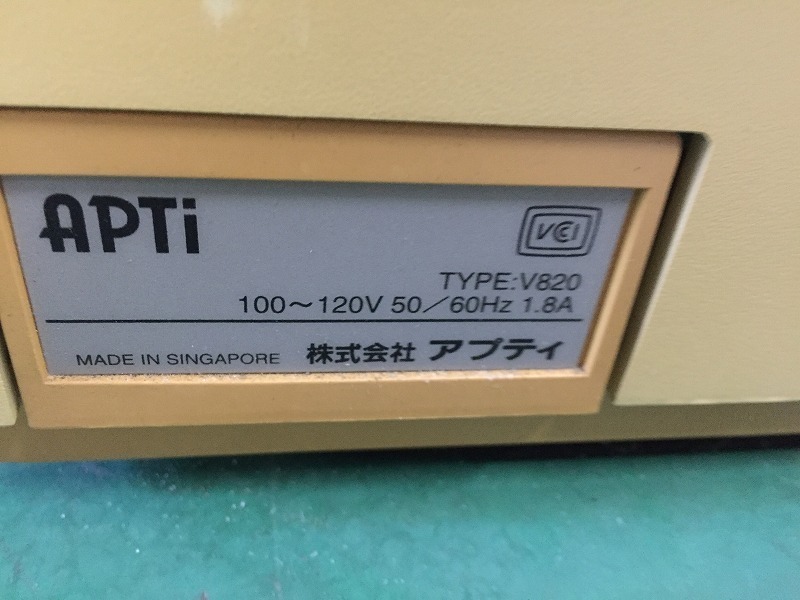 APTi
VCCI
TYPE:V820
100～120V 50／60Hz 1.8A
MADE IN SINGAPORE 株式会社 アプティ